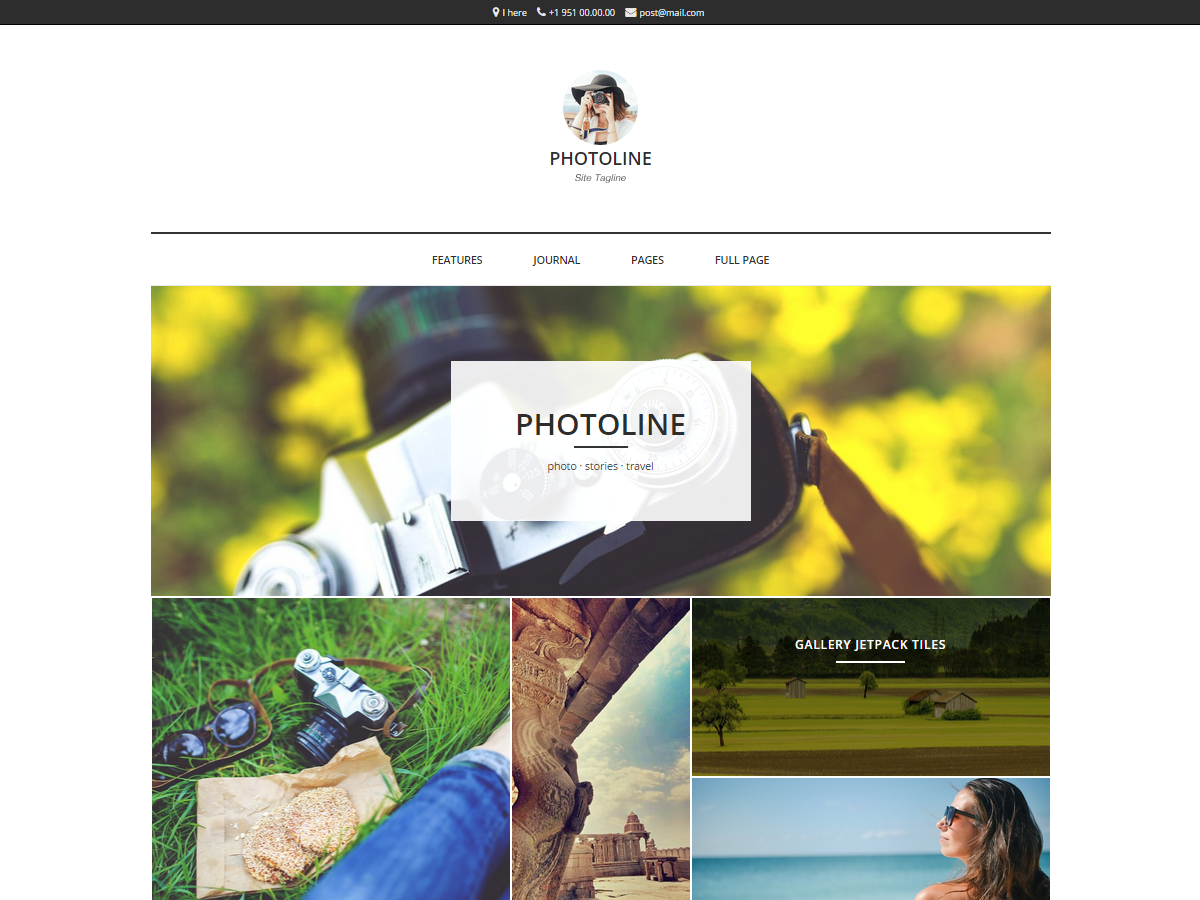 I here +1 951 00.00.00 post@mail.com
PHOTOLINE
Site Tagline
FEATURES JOURNAL PAGES FULL PAGE
PHOTOLINE
photo · stories · travel
GALLERY JETPACK TILES